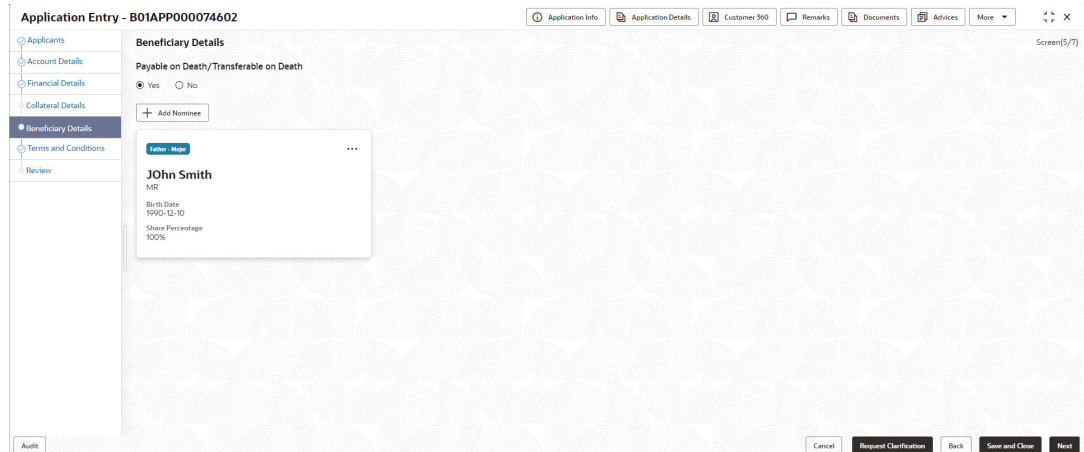 Application Entry - B01APP000074602
Application Info
Application Details
Customer 360
Remarks
Documents
Advices
More
Applicants
Account Details
Financial Details
Collateral Details
Beneficiary Details
Terms and Conditions
Review
Beneficiary Details
Screen(5/7)
Payable on Death/Transferable on Death
Yes No
Add Nominee
Father - Major
JOhn Smith
MR
Birth Date
1990-12-10
Share Percentage
100%
Audit
Cancel
Request Clarification
Back
Save and Close
Next